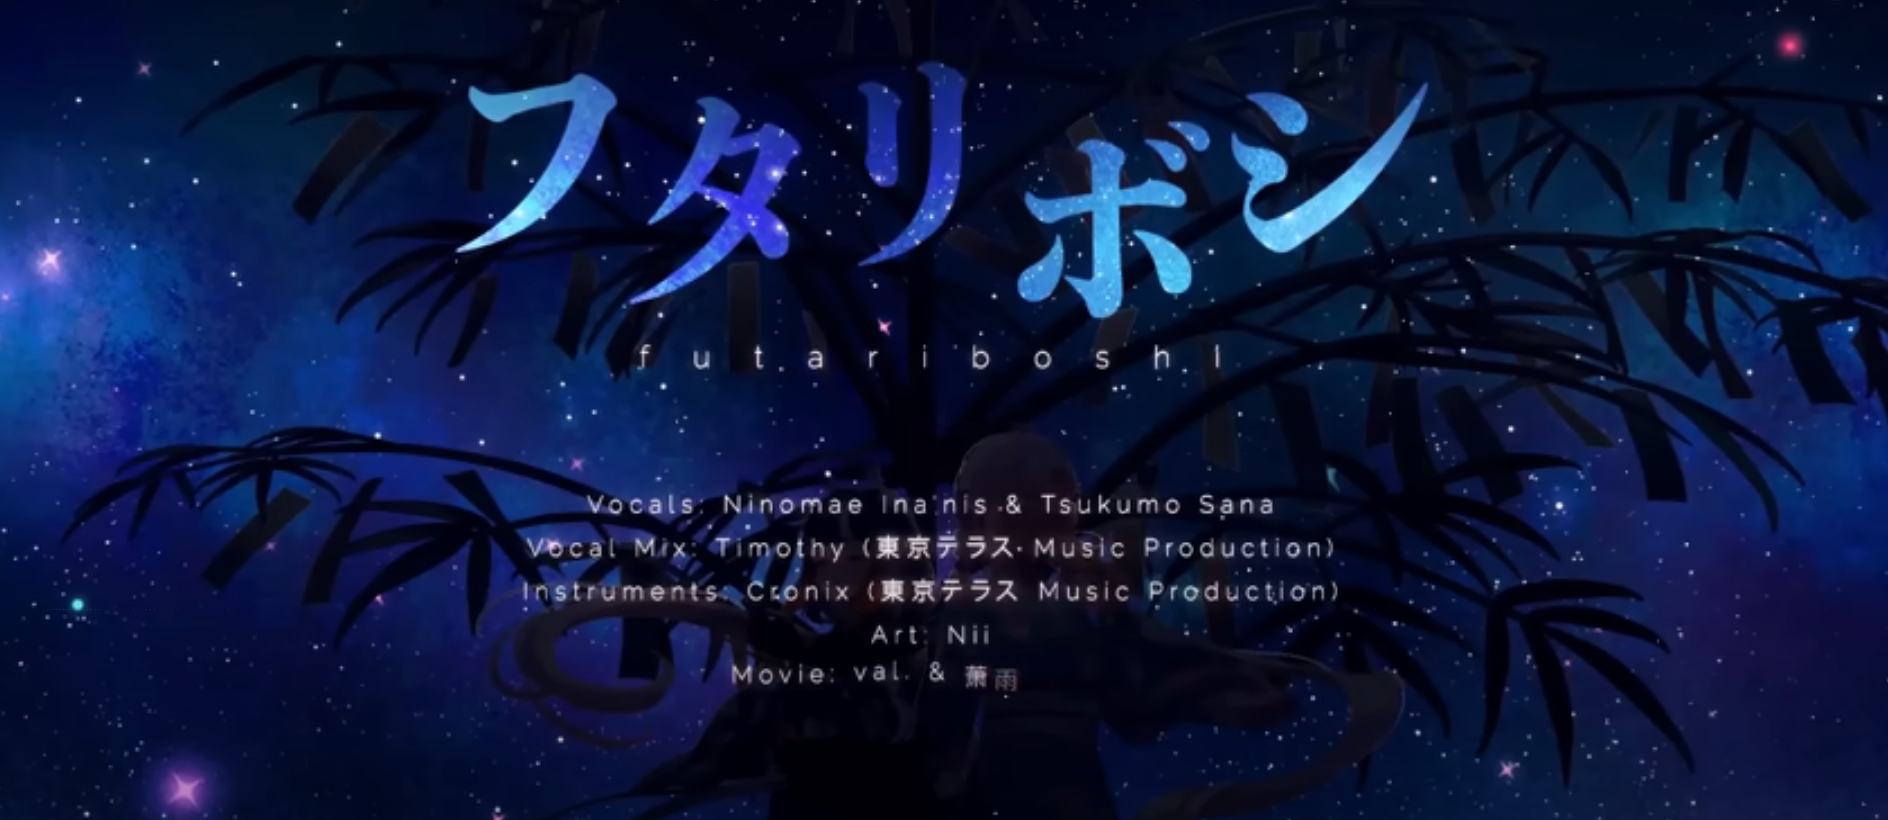 フタリボシ
futariboshi
Vocals: Ninomae Ina'nis & Tsukumo Sana
Vocal Mix: Timothy (東京テラス Music Production)
Instruments: Cronix (東京テラス Music Production)
Art: Nii
Movie: val. & 蕭雨